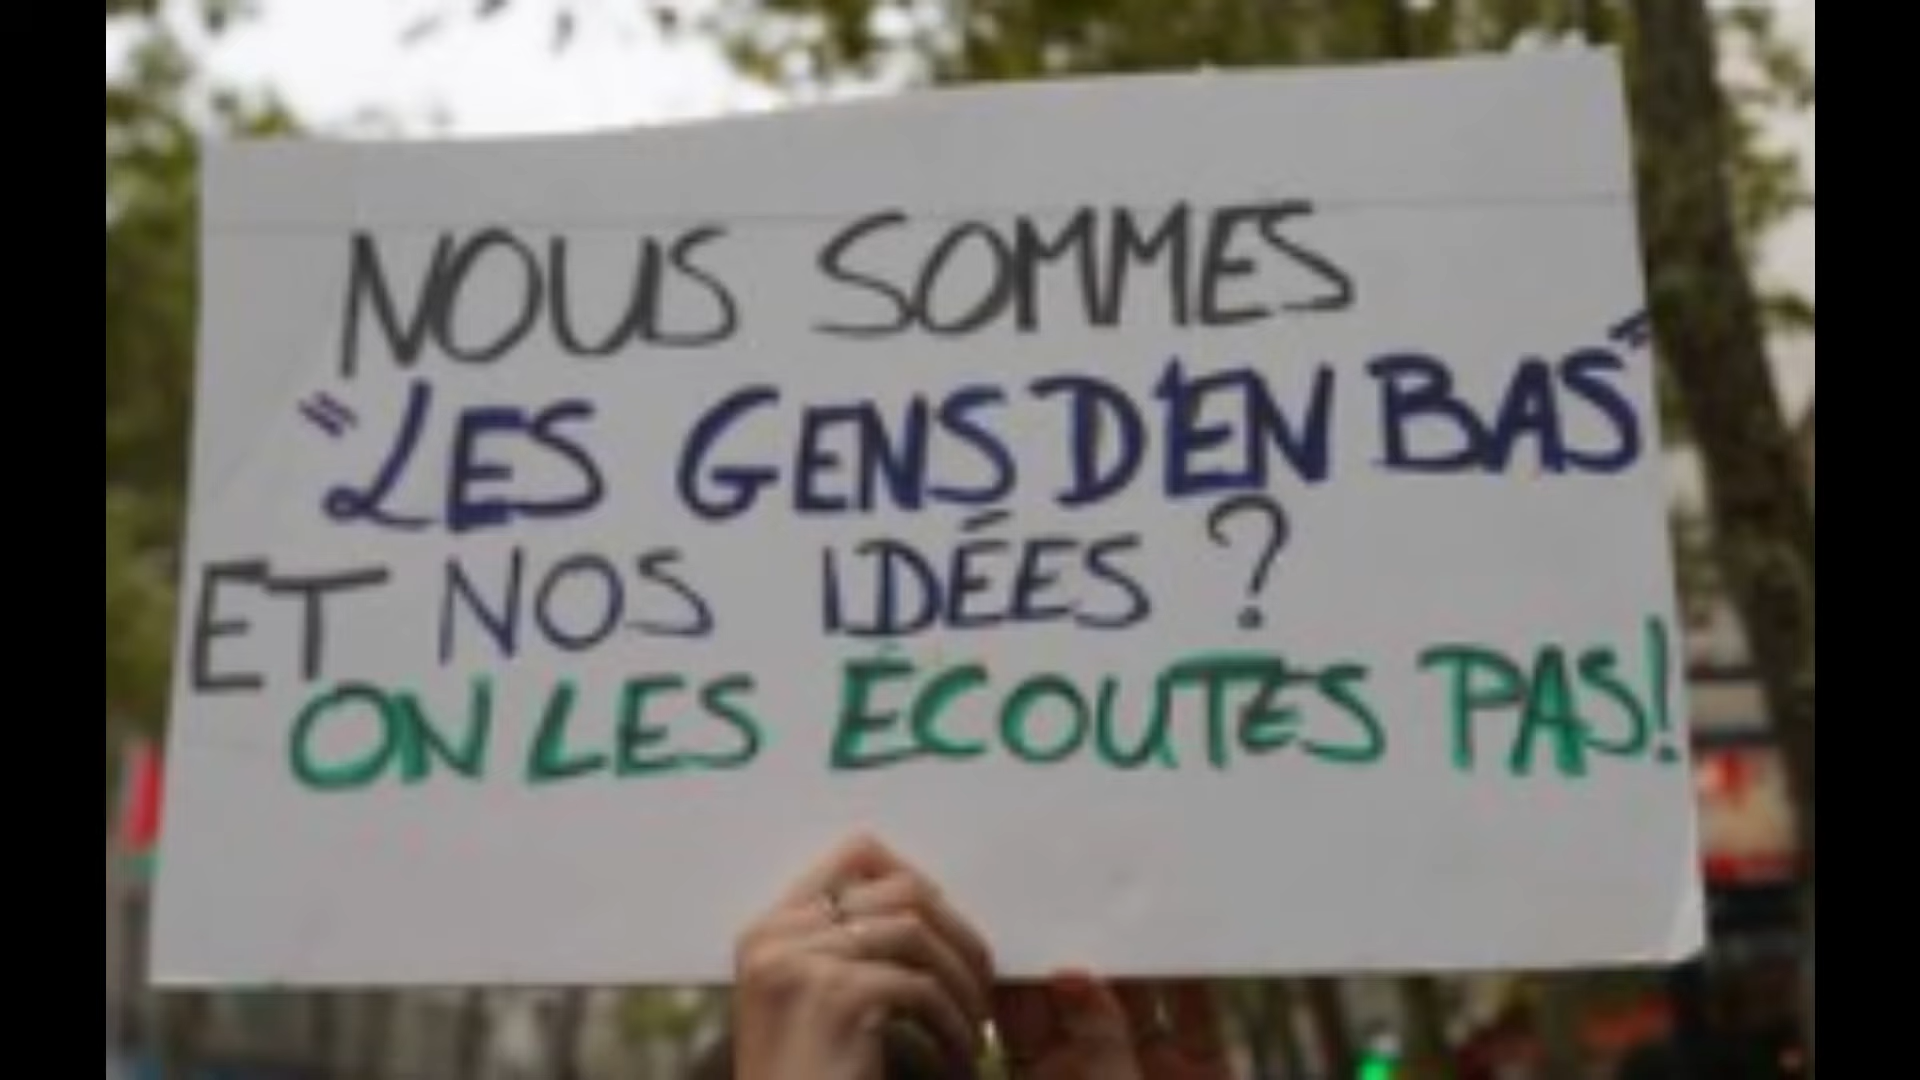 NOUS SOMMES
"LES GENS D'EN BAS"
ET NOS IDÉES ?
ON LES ÉCOUTES PAS!